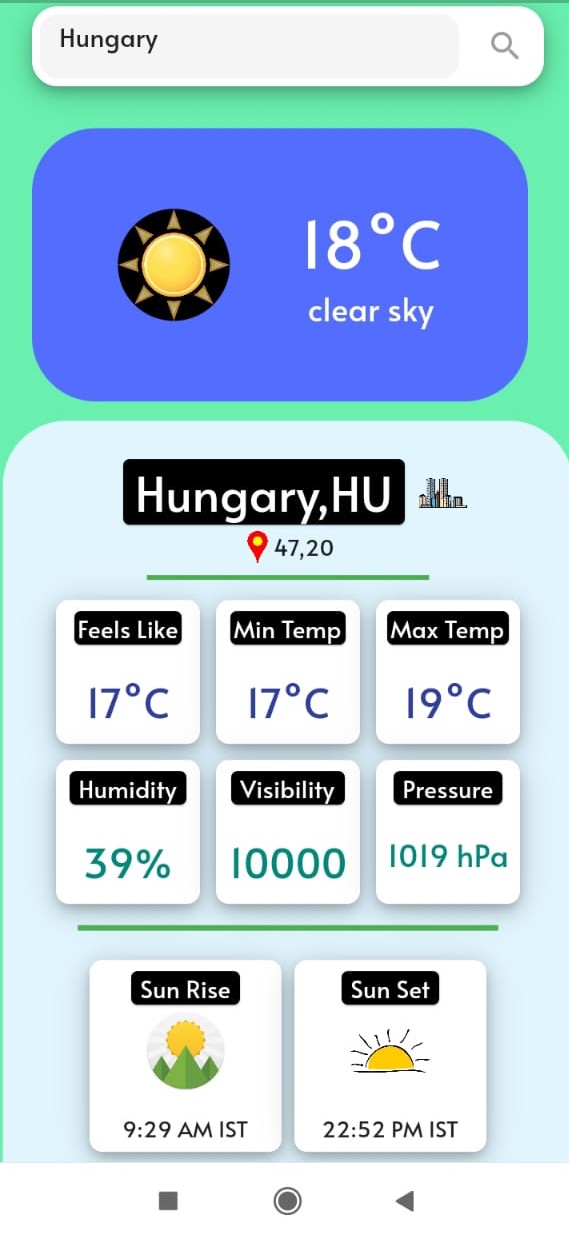 Hungary
18°C
clear sky
Hungary,HU
47,20
Feels Like Min Temp Max Temp
17°C 17°C 19°C
Humidity Visibility Pressure
39% 10000 1019 hPa
Sun Rise Sun Set
9:29 AM IST 22:52 PM IST